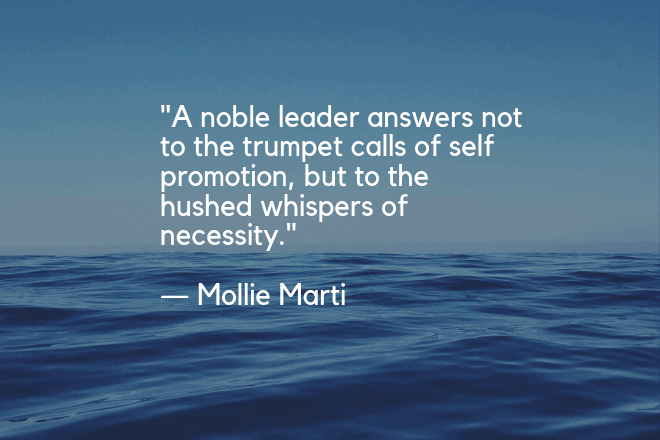 "A noble leader answers not
to the trumpet calls of self
promotion, but to the
hushed whispers of
necessity."
— Mollie Marti